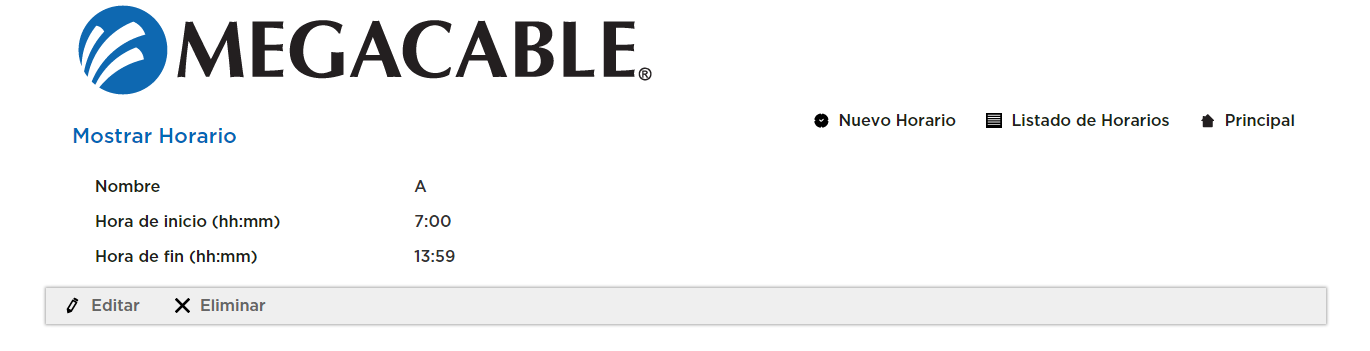 MEGACABLE®
Nuevo Horario Listado de Horarios Principal
Mostrar Horario
Nombre A
Hora de inicio (hh:mm) 7:00
Hora de fin (hh:mm) 13:59
Editar Eliminar